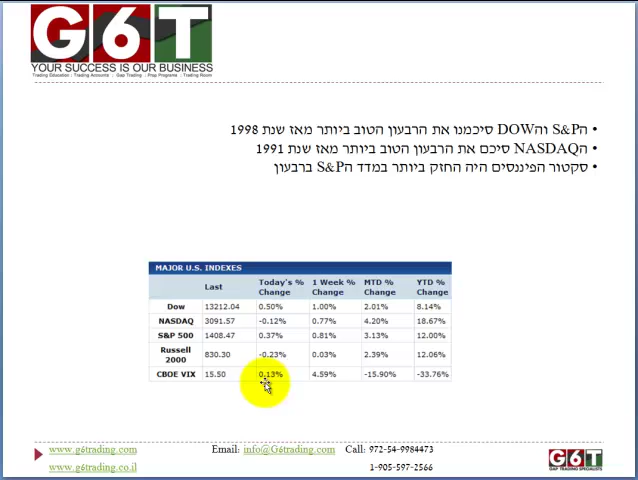 G6T
YOUR SUCCESS IS OUR BUSINESS
Trading Education | Trading Accounts | Gap Trading | Prop Programs | Trading Room
• הS&P והDOW סיכמנו את הרבעון הטוב ביותר מאז שנת 1998
• הNASDAQ סיכם את הרבעון הטוב ביותר מאז שנת 1991
• סקטור הפיננסים היה החזק ביותר במדד הS&P ברבעון
MAJOR U.S. INDEXES
Last Today's % Change 1 Week % Change MTD % Change YTD % Change
Dow 13212.04 0.50% 1.00% 2.01% 8.14%
NASDAQ 3091.57 -0.12% 0.77% 4.20% 18.67%
S&P 500 1408.47 0.37% 0.81% 3.13% 12.00%
Russell 2000 830.30 -0.23% 0.03% 2.39% 12.06%
CBOE VIX 15.50 0.13% 4.59% -15.90% -33.76%
www.g6trading.com Email: info@G6trading.com Call: 972-54-9984473
www.g6trading.co.il 1-905-597-2566
G6T
GAP TRADING SPECIALISTS